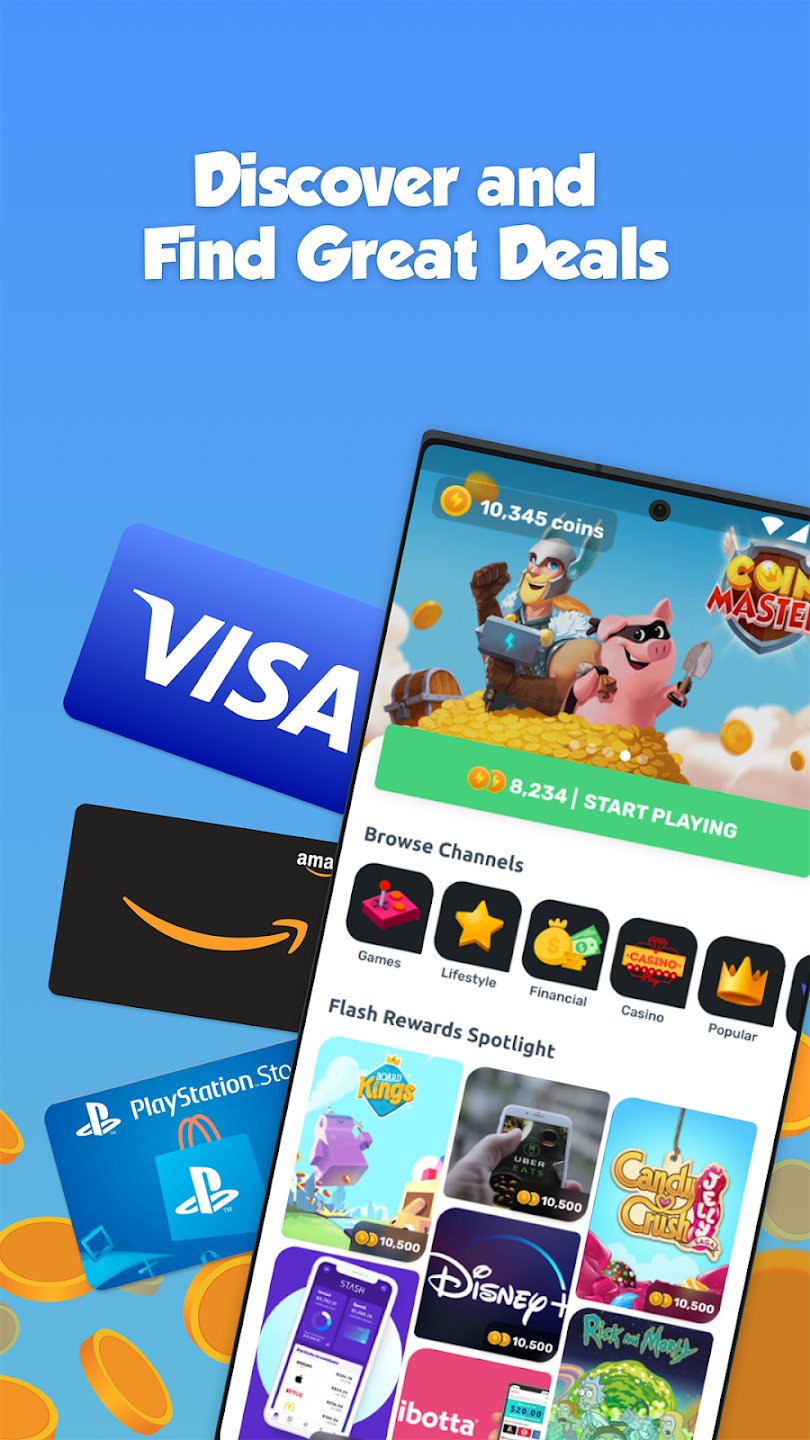 Discover and
Find Great Deals
10,345 coins
COIN
MASTER
VISA
8,234 | START PLAYING
Browse Channels
ama
Games
Lifestyle
Financial
CASINO
Casino
Popular
Flash Rewards Spotlight
PlayStation™Sto
BOARD
Kings
UBER
EATS
Candy
Crush
JELLY
SAGA
10,500
10,500
10,500
STASH
Disney+
10,500
Rick and Morty
ibotta
$20.00
NETFLIX